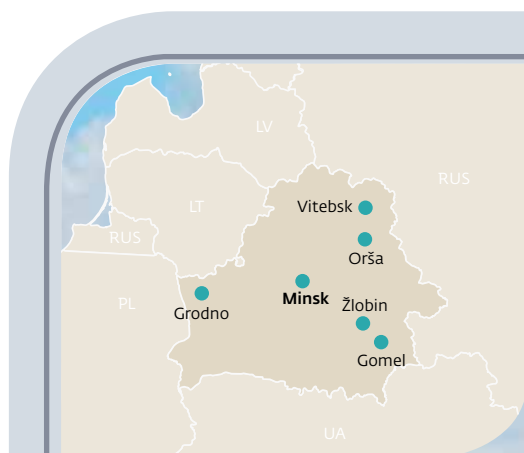 LV
RUS
LT
Vitebsk
RUS
Orša
PL
Žlobin
Minsk
Grodno
Gomel
UA